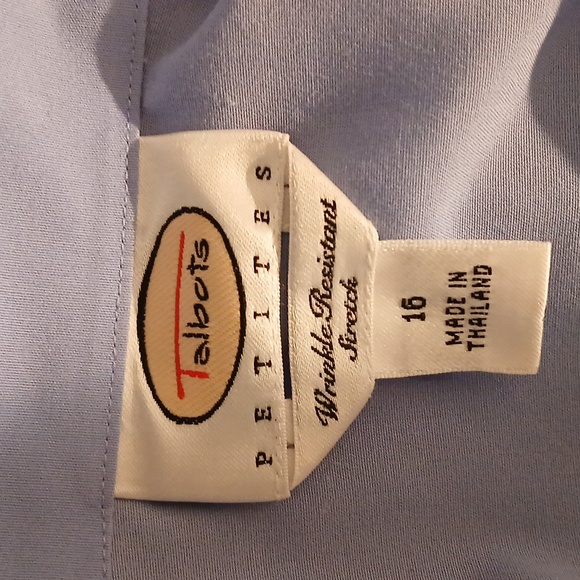 Talbots
PETITES
Wrinkle Resistant
Stretch
16
MADE IN
THAILAND